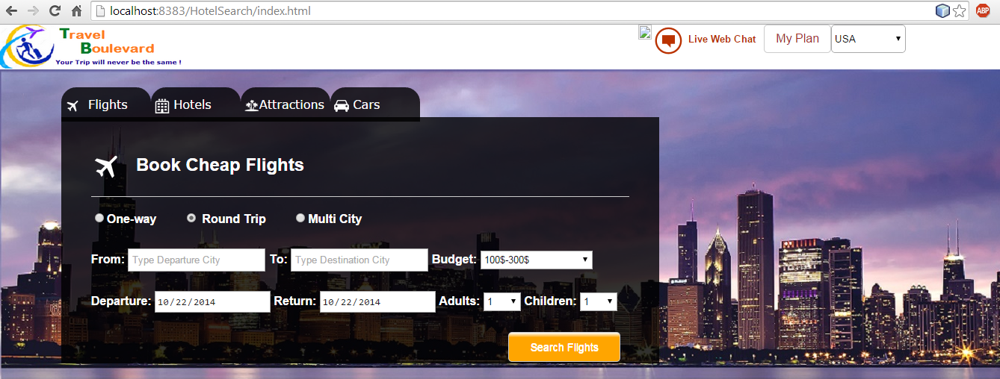 localhost:8383/HotelSearch/index.html
ABP
Travel
Boulevard
Your Trip will never be the same !
Live Web Chat My Plan USA
Flights Hotels Attractions Cars
Book Cheap Flights
One-way Round Trip Multi City
From: Type Departure City To: Type Destination City Budget: 100$-300$
Departure: 10/22/2014 Return: 10/22/2014 Adults: 1 Children: 1
Search Flights